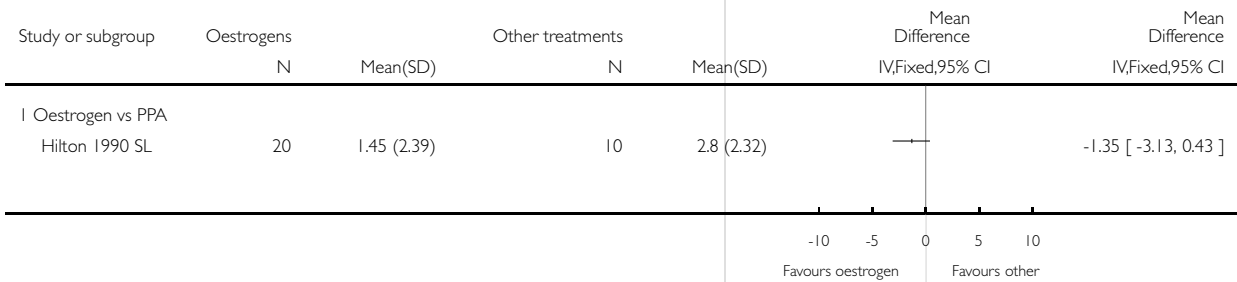 Study or subgroup Oestrogens Other treatments Mean Difference Mean Difference
N Mean(SD) N Mean(SD) IV,Fixed,95% CI IV,Fixed,95% CI
1 Oestrogen vs PPA
Hilton 1990 SL 20 1.45 (2.39) 10 2.8 (2.32) -1.35 [ -3.13, 0.43 ]
-10 -5 0 5 10
Favours oestrogen Favours other